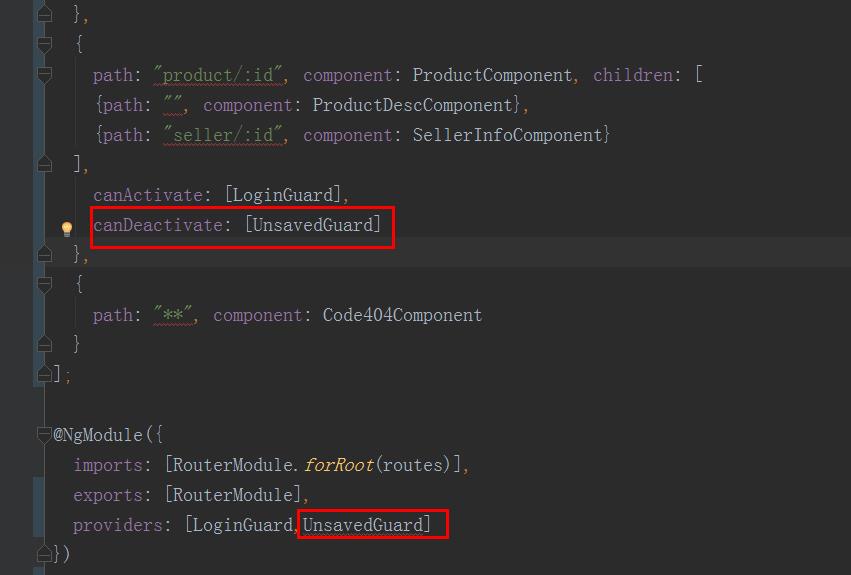 },
{
path: "product/:id", component: ProductComponent, children: [
{path: "", component: ProductDescComponent},
{path: "seller/:id", component: SellerInfoComponent}
],
canActivate: [LoginGuard],
canDeactivate: [UnsavedGuard]
},
{
path: "**", component: Code404Component
}
];
@NgModule({
imports: [RouterModule.forRoot(routes)],
exports: [RouterModule],
providers: [LoginGuard,UnsavedGuard]
})